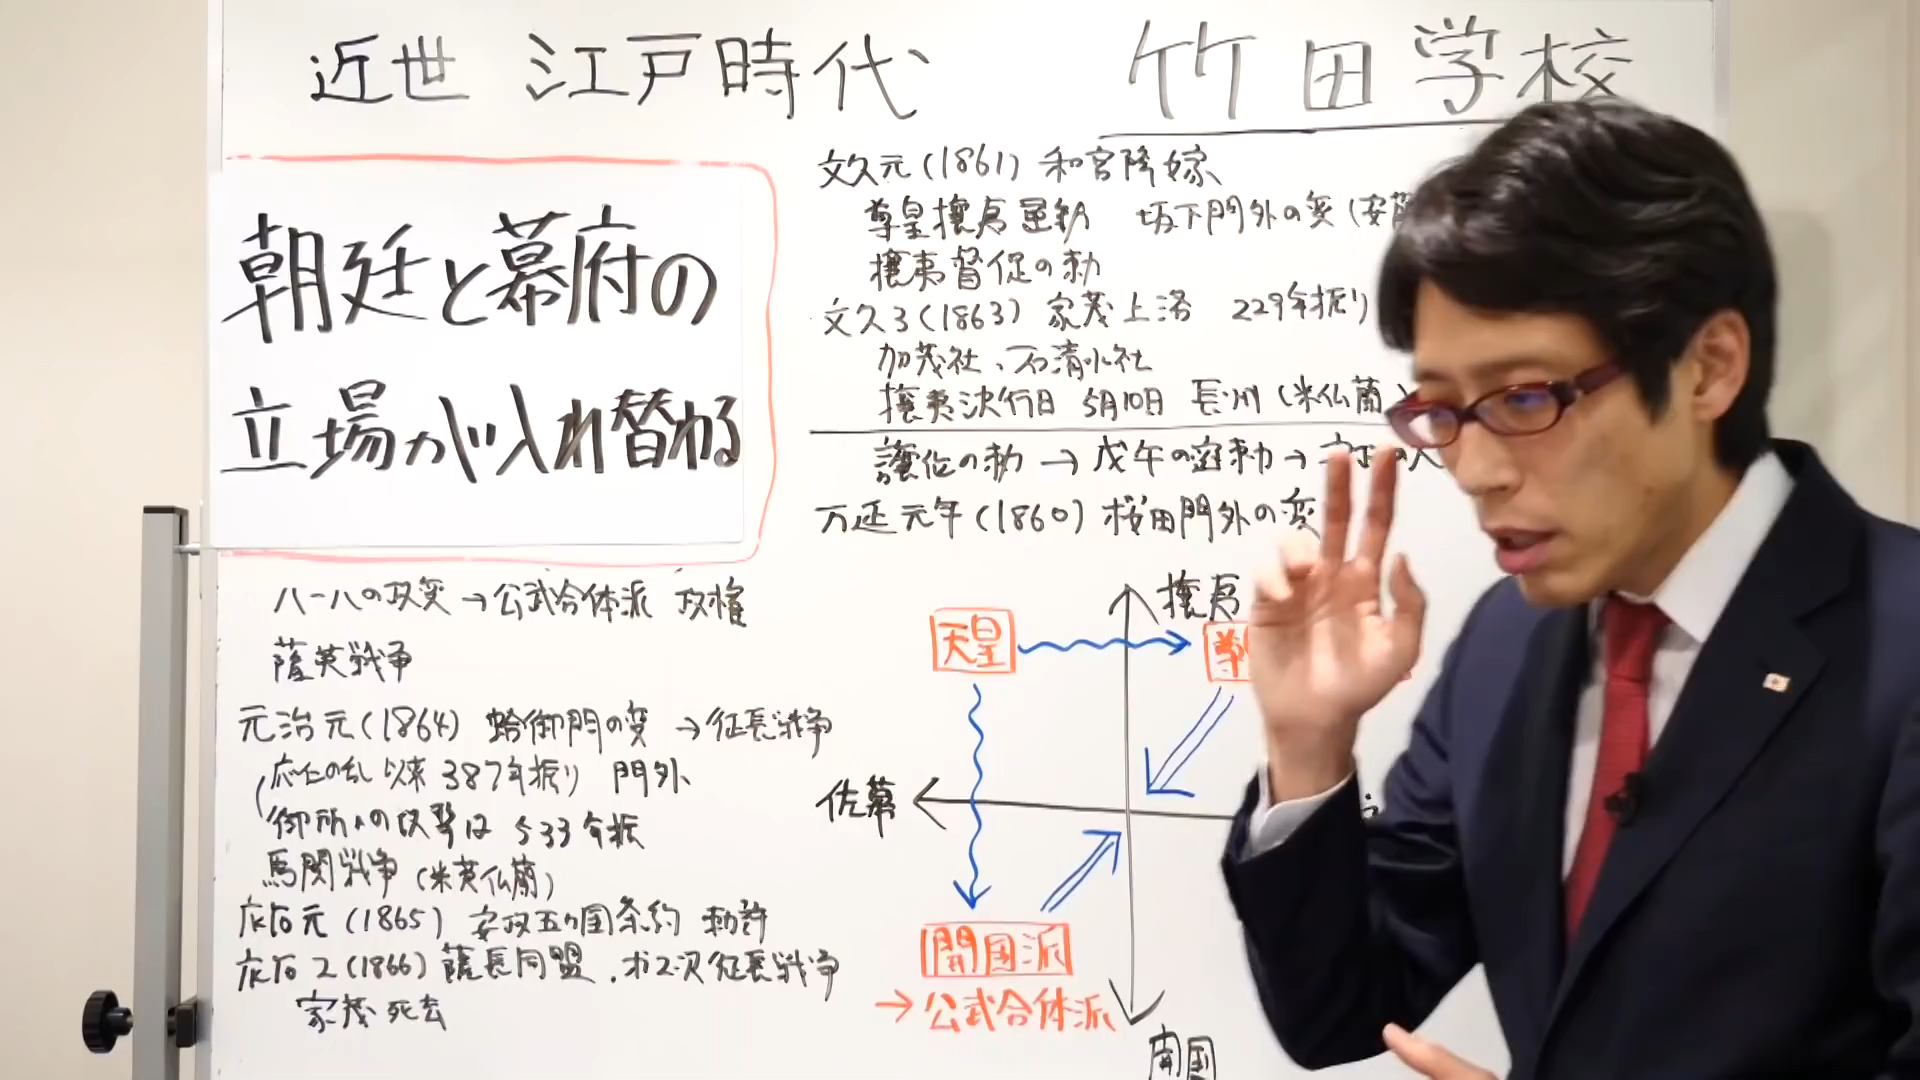 近世 江戸時代
竹田学校
朝廷と幕府の
立場が入れ替わる
文久元(1861) 和宮降嫁
尊皇攘夷運動 坂下門外の変(安藤
攘夷督促の勅
文久3(1863) 家茂上洛 229年振り
加茂社、石清水社
攘夷決行日 5月10日 長州(米仏蘭)
譲位の勅→戊午の密勅→
万延元年(1860) 桜田門外の変
八一八の政変→公武合体派 政権
薩英戦争
元治元(1864) 蛤御門の変→征長戦争
(応仁の乱以来387年振り 門外
御所への攻撃は 533年振
馬関戦争(米英仏蘭)
応石元(1865) 安政五ヵ国条約 勅許
応石2(1866) 薩長同盟、オ2次征長戦争
家茂死去
攘夷
天皇
尊
佐幕
開国派
→公武合体派
開国